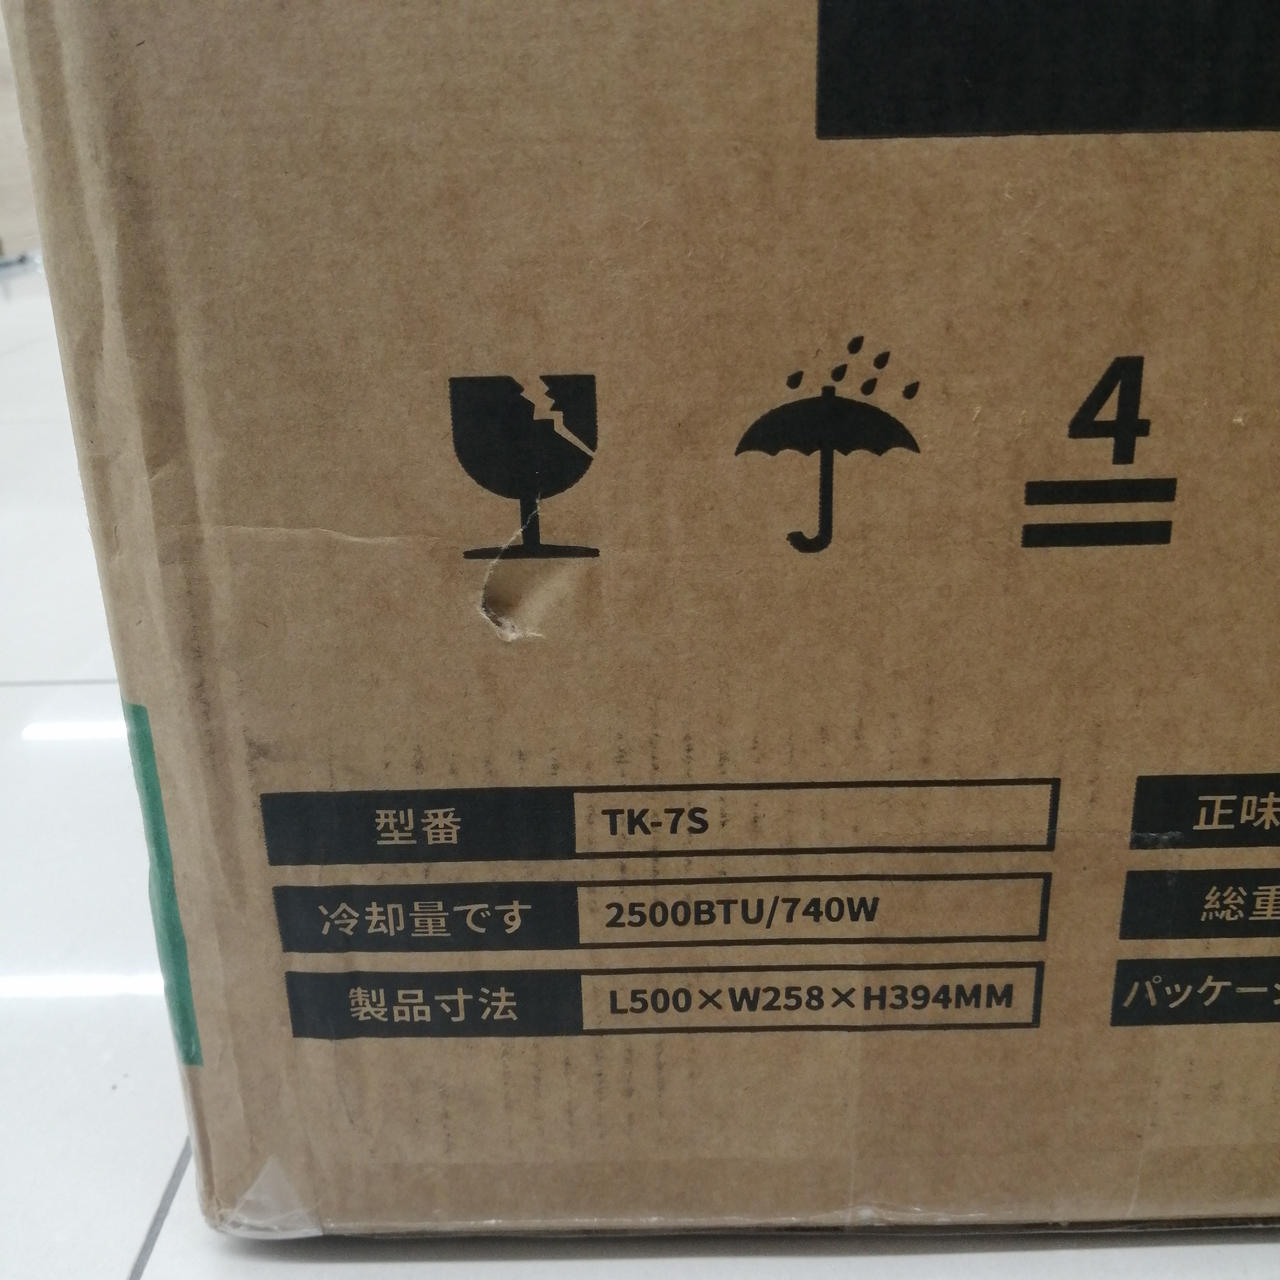 4
型番 TK-7S
冷却量です 2500BTU/740W
製品寸法 L500×W258×H394MM
正味
総重
パッケージ